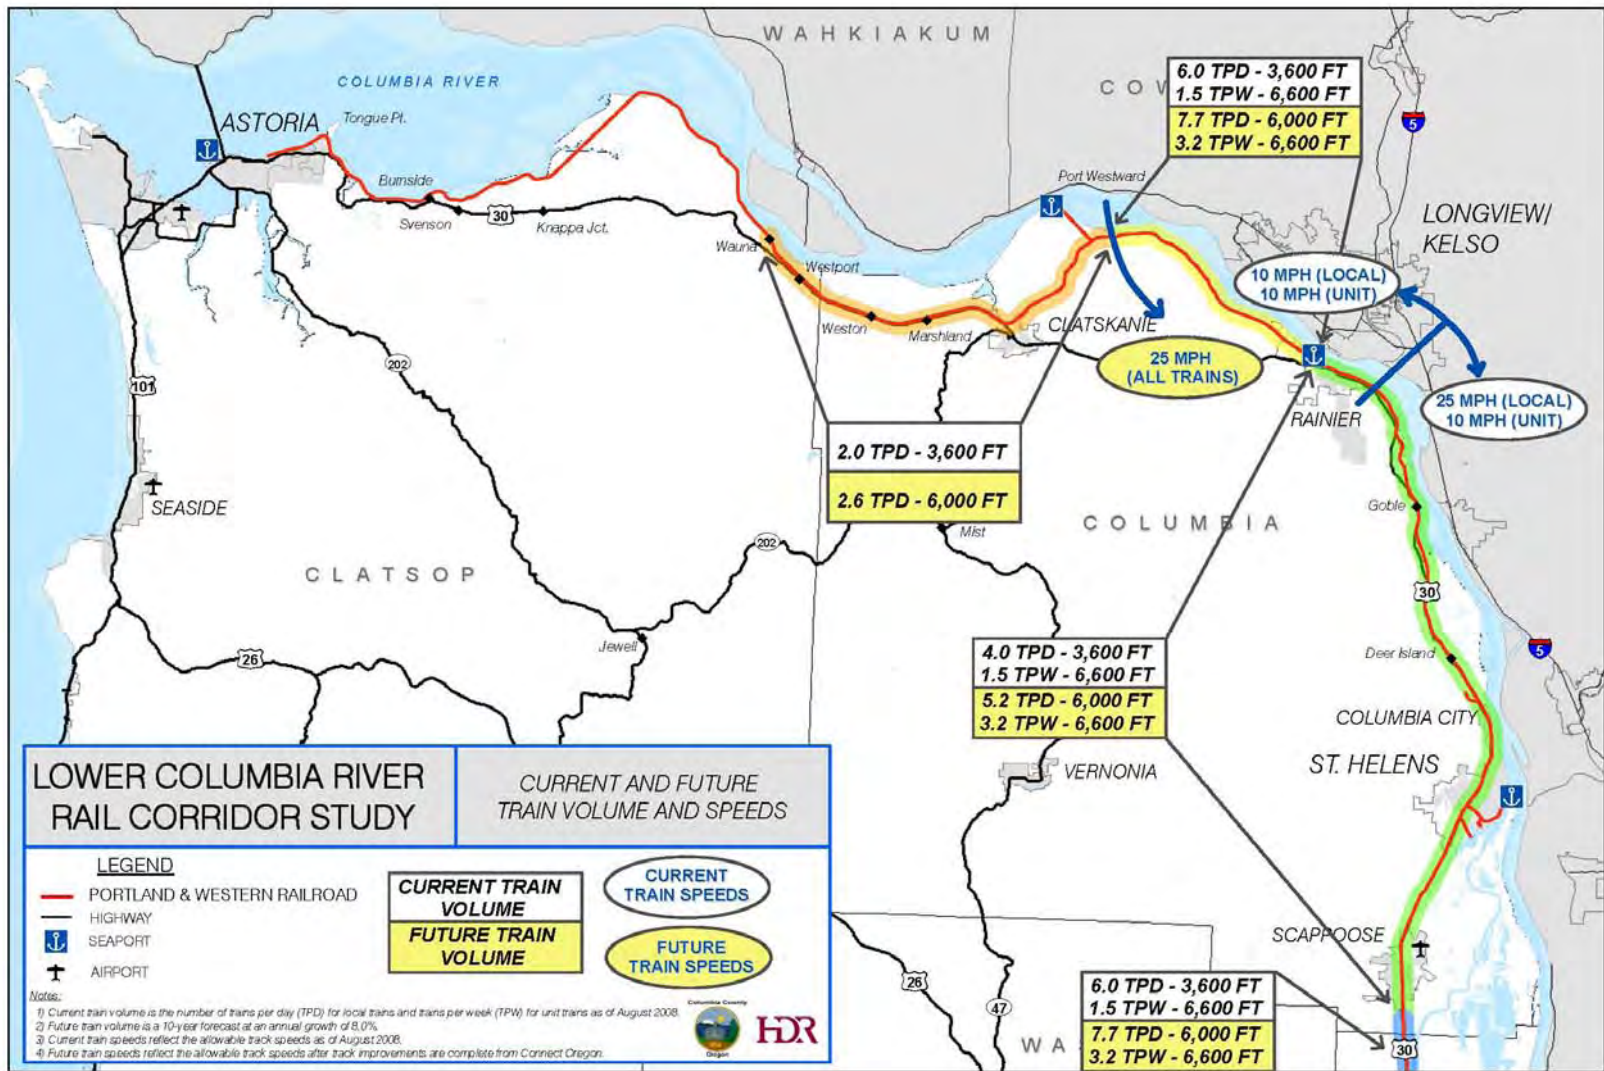 WAHKIAKUM
COLUMBIA RIVER
COW
6.0 TPD - 3,600 FT
1.5 TPW - 6,600 FT
7.7 TPD - 6,000 FT
3.2 TPW - 6,600 FT
5
ASTORIA
Tongue Pt.
Burnside
Svenson
30
Knappa Jct.
Port Westward
LONGVIEW/
KELSO
Wauna
Westport
Weston
Marshland
CLATSKANIE
10 MPH (LOCAL)
10 MPH (UNIT)
25 MPH
(ALL TRAINS)
25 MPH (LOCAL)
10 MPH (UNIT)
RAINIER
202
101
2.0 TPD - 3,600 FT
2.6 TPD - 6,000 FT
SEASIDE
Goble
COLUMBIA
Mist
202
CLATSOP
30
Jewell
26
4.0 TPD - 3,600 FT
1.5 TPW - 6,600 FT
5.2 TPD - 6,000 FT
3.2 TPW - 6,600 FT
Deer Island
5
COLUMBIA CITY
ST. HELENS
VERNONIA
SCAPPOOSE
26
47
6.0 TPD - 3,600 FT
1.5 TPW - 6,600 FT
7.7 TPD - 6,000 FT
3.2 TPW - 6,600 FT
WA
30
LOWER COLUMBIA RIVER
RAIL CORRIDOR STUDY
CURRENT AND FUTURE
TRAIN VOLUME AND SPEEDS
LEGEND
PORTLAND & WESTERN RAILROAD
HIGHWAY
SEAPORT
AIRPORT
CURRENT TRAIN
VOLUME
FUTURE TRAIN
VOLUME
CURRENT
TRAIN SPEEDS
FUTURE
TRAIN SPEEDS
Notes:
1) Current train volume is the number of trains per day (TPD) for local trains and trains per week (TPW) for unit trains as of August 2008.
2) Future train volume is a 10-year forecast at an annual growth of 8.0%.
3) Current train speeds reflect the allowable track speeds as of August 2008.
4) Future train speeds reflect the allowable track speeds after track improvements are complete from Connect Oregon.
Columbia County
Oregon
HDR